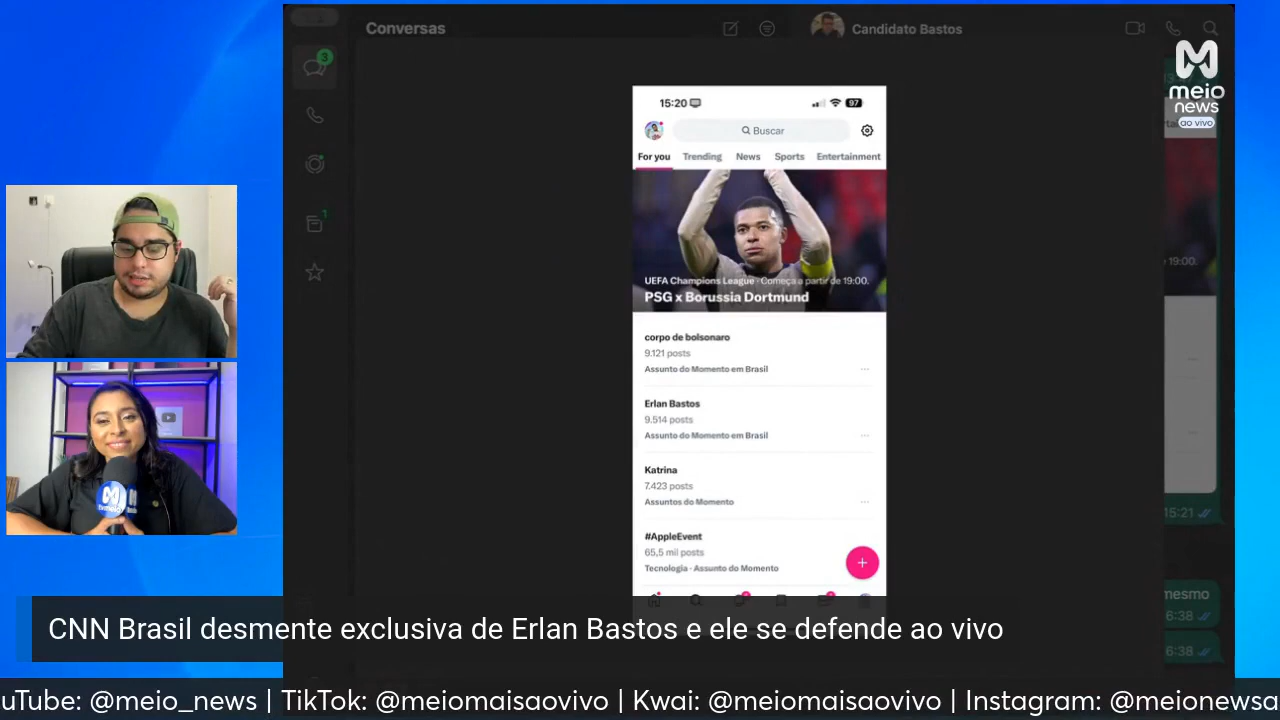 Conversas
Candidato Bastos
3
1
meio
news
ao vivo
15:20
97
Buscar
For you Trending News Sports Entertainment
UEFA Champions League · Começa a partir de 19:00.
PSG x Borussia Dortmund
corpo de bolsonaro
9.121 posts
Assunto do Momento em Brasil
Erlan Bastos
9.514 posts
Assunto do Momento em Brasil
Katrina
7.423 posts
Assuntos do Momento
#AppleEvent
65,5 mil posts
Tecnologia · Assunto do Momento
19:00.
15:21
mesmo
6:38
6:38
CNN Brasil desmente exclusiva de Erlan Bastos e ele se defende ao vivo
uTube: @meio_news | TikTok: @meiomaisaovivo | Kwai: @meiomaisaovivo | Instagram: @meionewsa